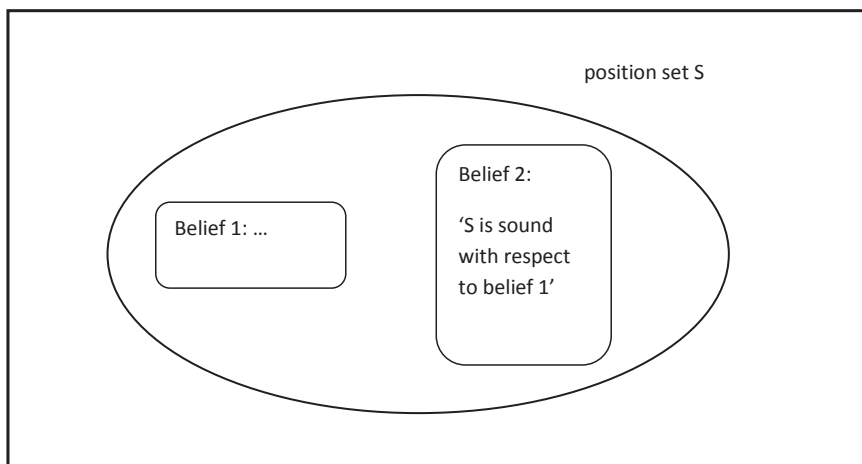 position set S
Belief 1: …
Belief 2:
‘S is sound
with respect
to belief 1’